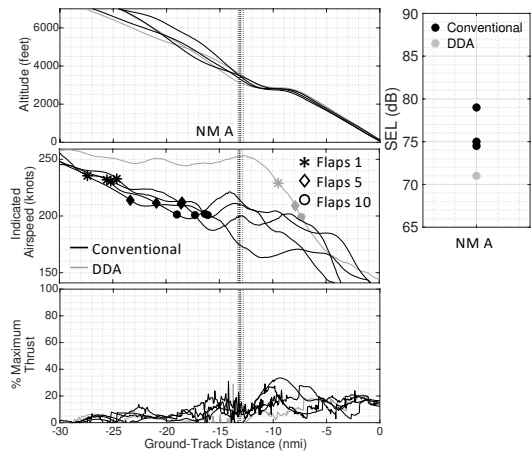 6000
4000
2000
0
Altitude (feet)
NM A
250
200
150
Indicated
Airspeed (knots)
Flaps 1
Flaps 5
Flaps 10
Conventional
DDA
100
80
60
40
20
0
% Maximum
Thrust
-30 -25 -20 -15 -10 -5 0
Ground-Track Distance (nmi)
Conventional
DDA
90
85
80
75
70
65
SEL (dB)
NM A